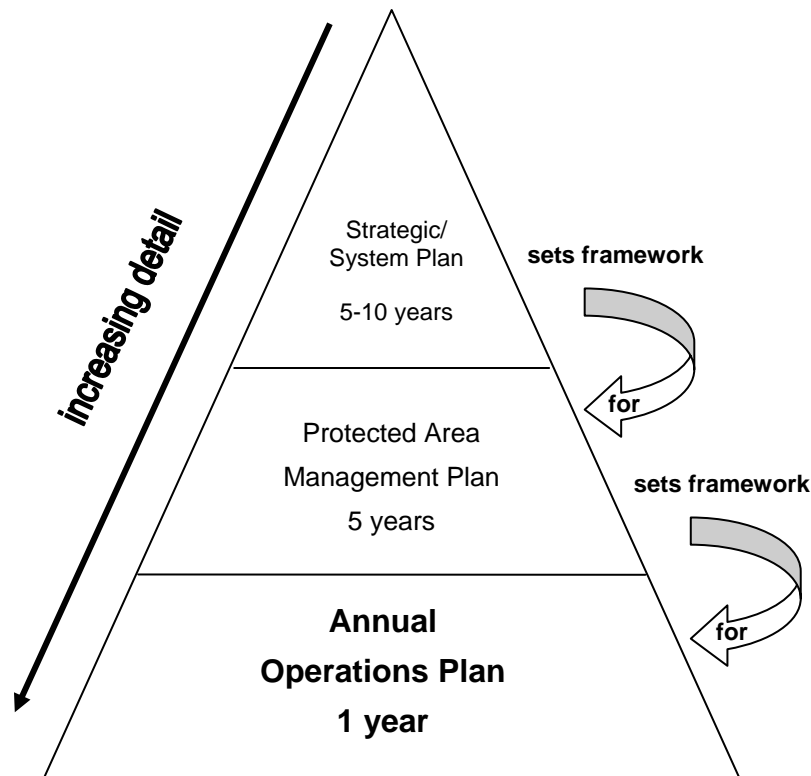 increasing detail
Strategic/
System Plan
5-10 years
sets framework
for
Protected Area
Management Plan
5 years
sets framework
for
Annual
Operations Plan
1 year